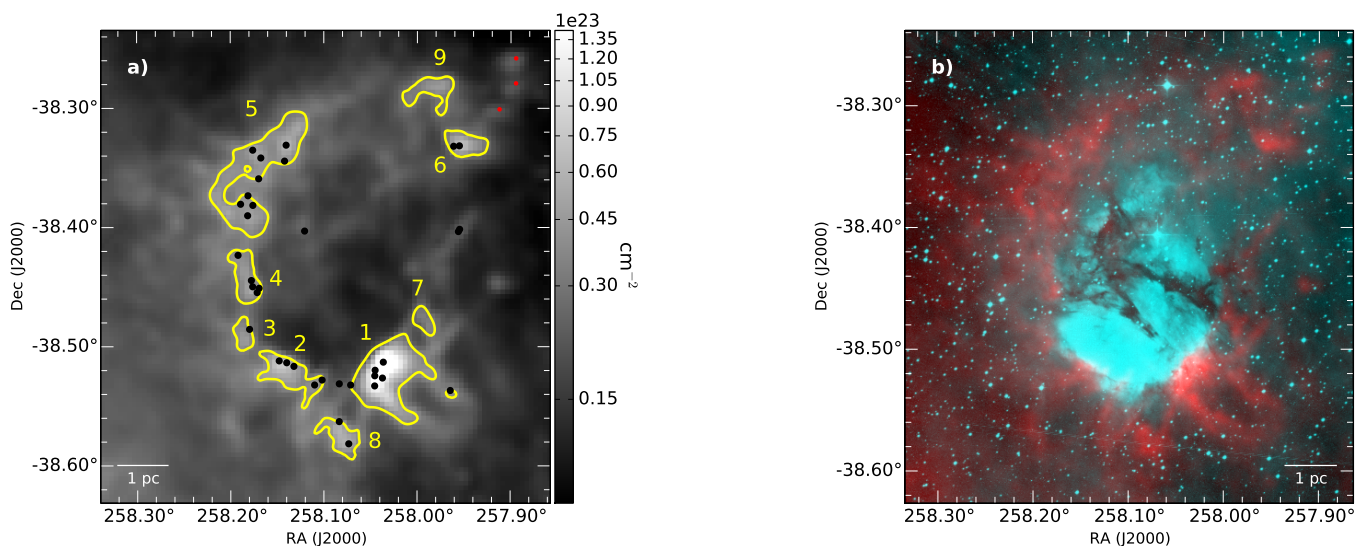 1e23
a)
9
5
6
4
7
3
2
1
8
1 pc
-38.30°
-38.40°
-38.50°
-38.60°
Dec (J2000)
258.30° 258.20° 258.10° 258.00° 257.90°
RA (J2000)
1.35
1.20
1.05
0.90
0.75
0.60
0.45
0.30
0.15
cm⁻²
b)
1 pc
-38.30°
-38.40°
-38.50°
-38.60°
Dec (J2000)
258.30° 258.20° 258.10° 258.00° 257.90°
RA (J2000)